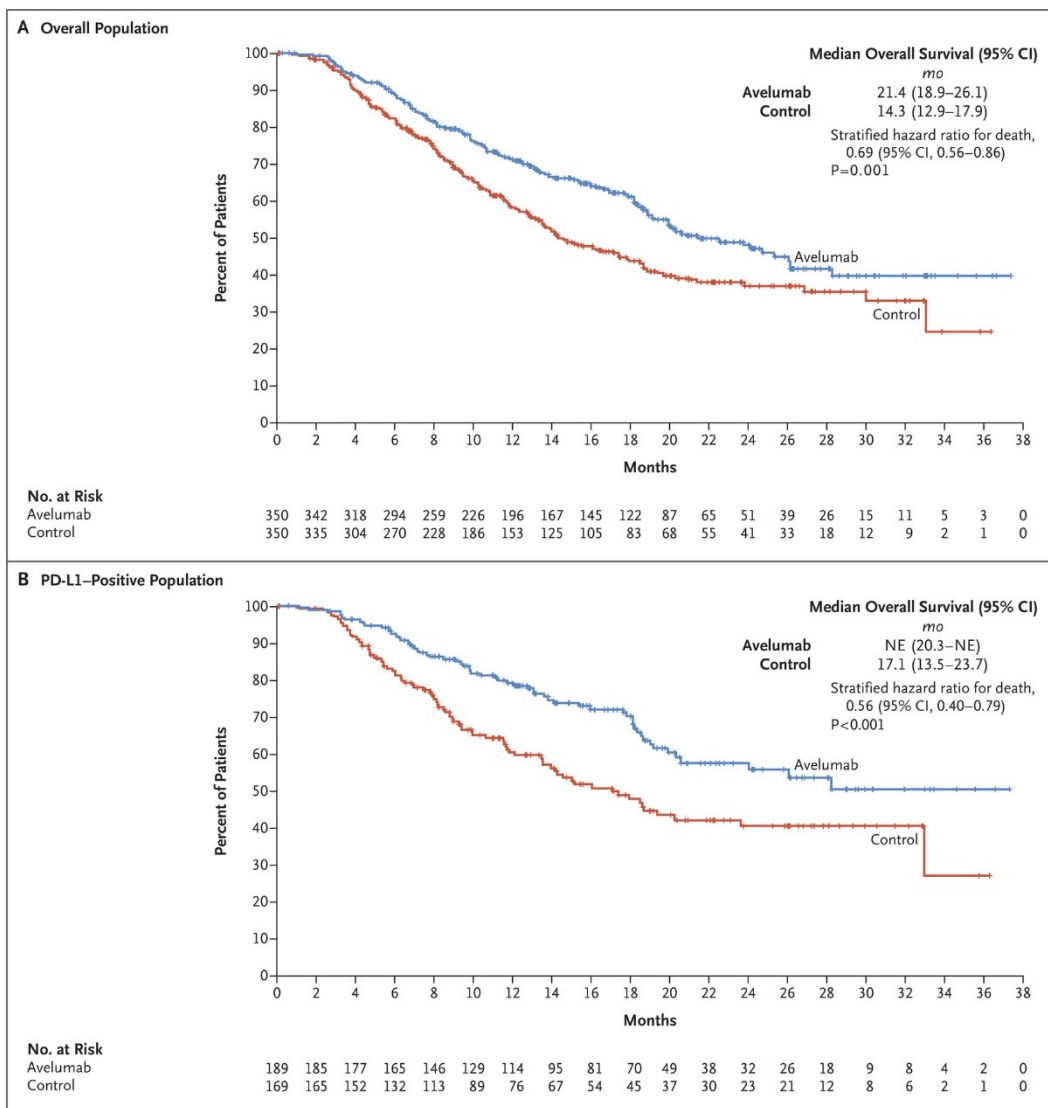 A Overall Population
Median Overall Survival (95% CI)
mo
Avelumab 21.4 (18.9–26.1)
Control 14.3 (12.9–17.9)
Stratified hazard ratio for death,
0.69 (95% CI, 0.56–0.86)
P=0.001
Percent of Patients
100
90
80
70
60
50
40
30
20
10
0
Avelumab
Control
0 2 4 6 8 10 12 14 16 18 20 22 24 26 28 30 32 34 36 38
Months
No. at Risk
Avelumab 350 342 318 294 259 226 196 167 145 122 87 65 51 39 26 15 11 5 3 0
Control 350 335 304 270 228 186 153 125 105 83 68 55 41 33 18 12 9 2 1 0
B PD-L1–Positive Population
Median Overall Survival (95% CI)
mo
Avelumab NE (20.3–NE)
Control 17.1 (13.5–23.7)
Stratified hazard ratio for death,
0.56 (95% CI, 0.40–0.79)
P<0.001
Percent of Patients
100
90
80
70
60
50
40
30
20
10
0
Avelumab
Control
0 2 4 6 8 10 12 14 16 18 20 22 24 26 28 30 32 34 36 38
Months
No. at Risk
Avelumab 189 185 177 165 146 129 114 95 81 70 49 38 32 26 18 9 8 4 2 0
Control 169 165 152 132 113 89 76 67 54 45 37 30 23 21 12 8 6 2 1 0